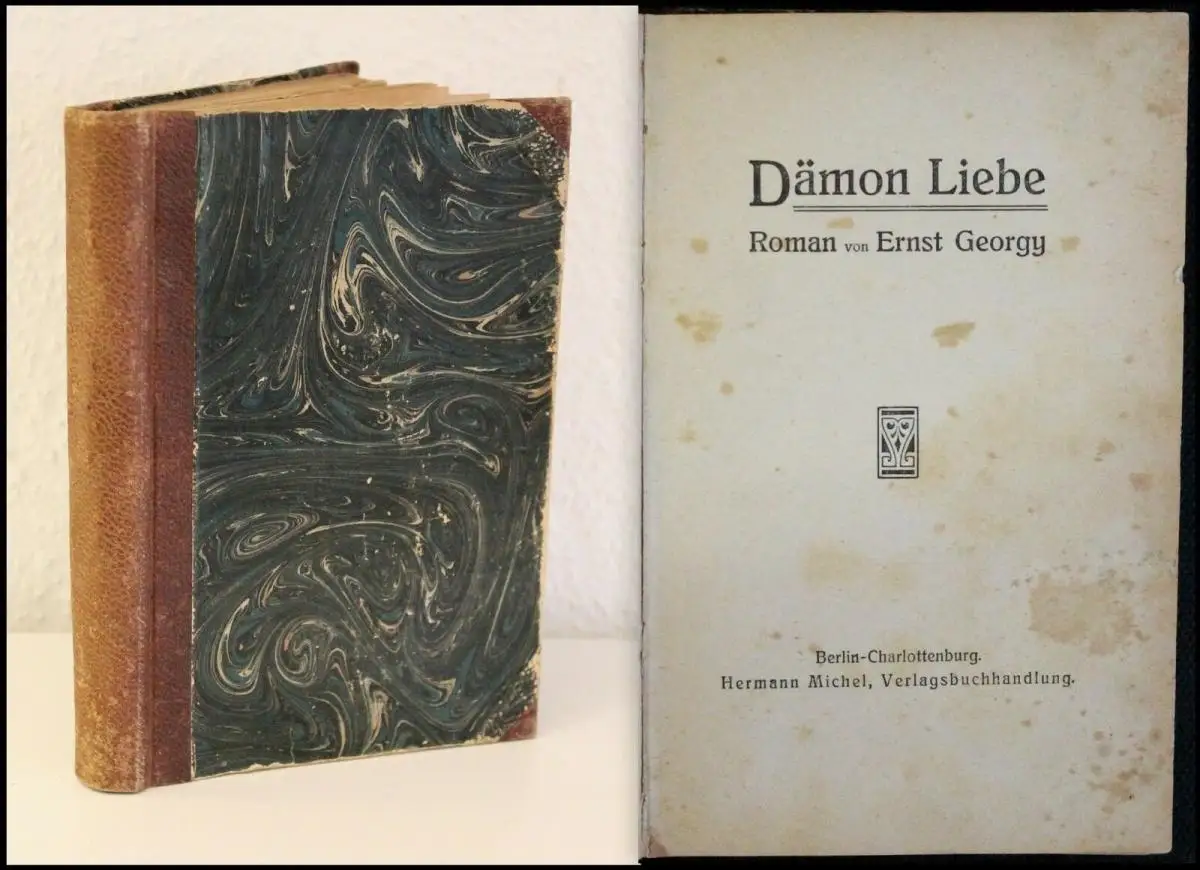 Dämon Liebe
Roman von Ernst Georgy
Berlin-Charlottenburg.
Hermann Michel, Verlagsbuchhandlung.